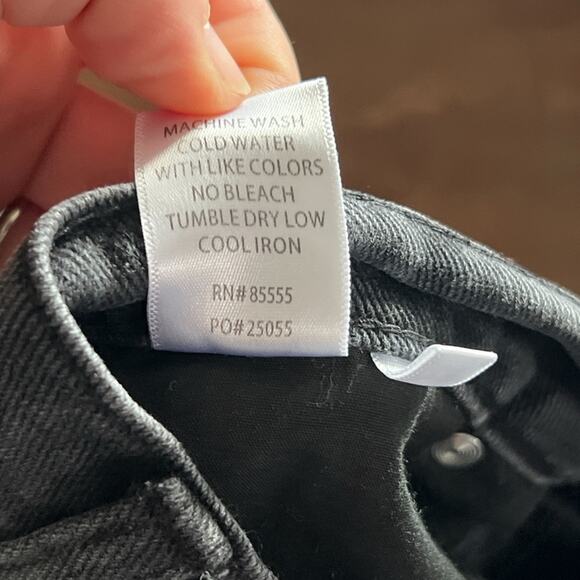 MACHINE WASH
COLD WATER
WITH LIKE COLORS
NO BLEACH
TUMBLE DRY LOW
COOL IRON
RN# 85555
PO# 25055